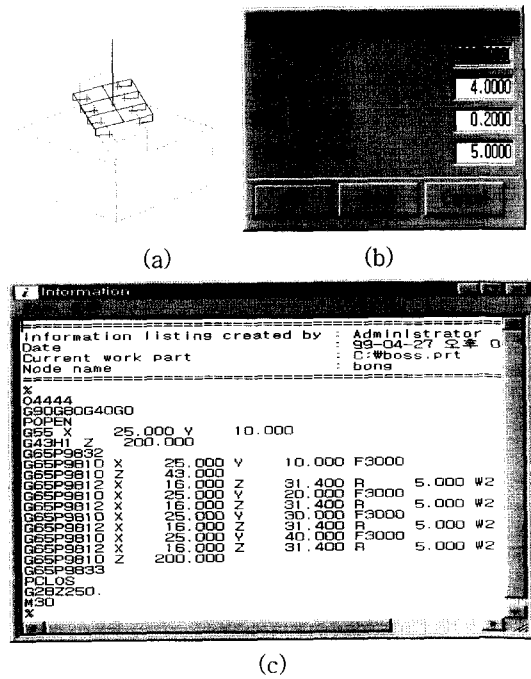 4.0000
0.2000
5.0000
(a)
(b)
i Information
Information listing created by : Administrator
Date : 99-04-27 오후 0
Current work part : C:₩boss.prt
Node name : bong
%
O4444
G90G80G40G0
POPEN
G55 X 25.000 Y 10.000
G43H1 Z 200.000
G65P9832
G65P9810 X 25.000 Y 10.000 F3000
G65P9810 Z 43.000
G65P9812 X 16.000 Z 31.400 R 5.000 W2
G65P9810 X 25.000 Y 20.000 F3000
G65P9812 X 16.000 Z 31.400 R 5.000 W2
G65P9810 X 25.000 Y 30.000 F3000
G65P9812 X 16.000 Z 31.400 R 5.000 W2
G65P9810 X 25.000 Y 40.000 F3000
G65P9812 X 16.000 Z 31.400 R 5.000 W2
G65P9810 Z 200.000
G65P9833
PCLOS
G28Z250.
M30
%
(c)